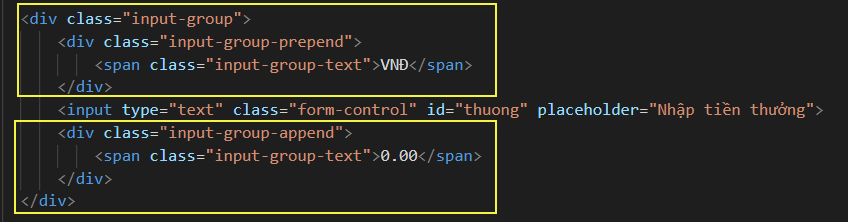 <div class="input-group">
<div class="input-group-prepend">
<span class="input-group-text">VNĐ</span>
</div>
<input type="text" class="form-control" id="thuong" placeholder="Nhập tiền thưởng">
<div class="input-group-append">
<span class="input-group-text">0.00</span>
</div>
</div>